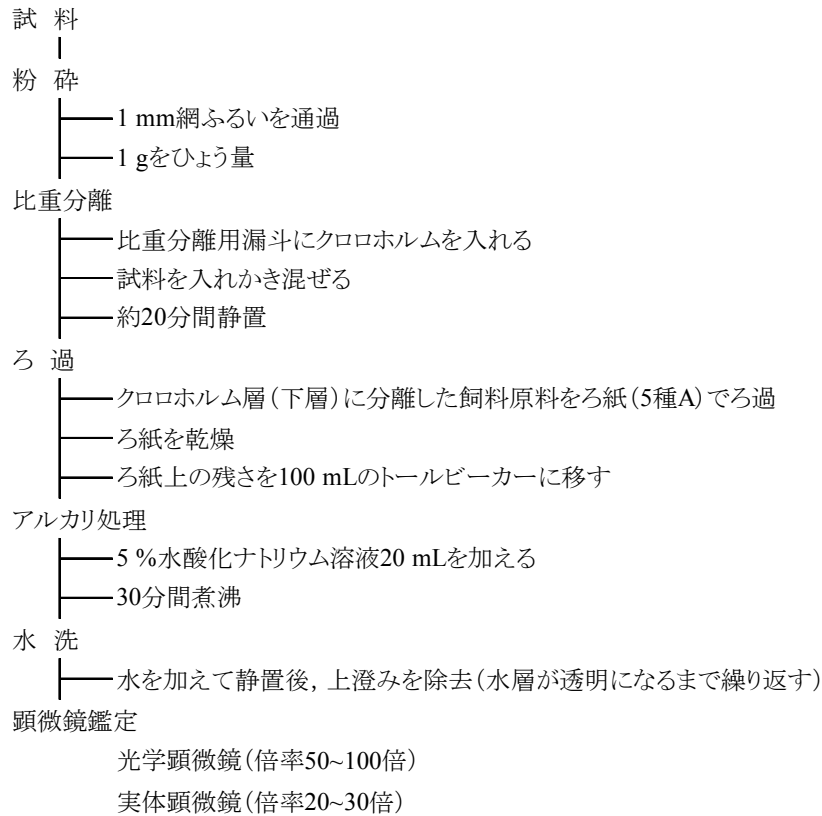 試 料
粉 砕
1 mm網ふるいを通過
1 gをひょう量
比重分離
比重分離用漏斗にクロロホルムを入れる
試料を入れかき混ぜる
約20分間静置
ろ 過
クロロホルム層（下層）に分離した飼料原料をろ紙（5種A）でろ過
ろ紙を乾燥
ろ紙上の残さを100 mLのトールビーカーに移す
アルカリ処理
5 %水酸化ナトリウム溶液20 mLを加える
30分間煮沸
水 洗
水を加えて静置後，上澄みを除去（水層が透明になるまで繰り返す）
顕微鏡鑑定
光学顕微鏡（倍率50~100倍）
実体顕微鏡（倍率20~30倍）